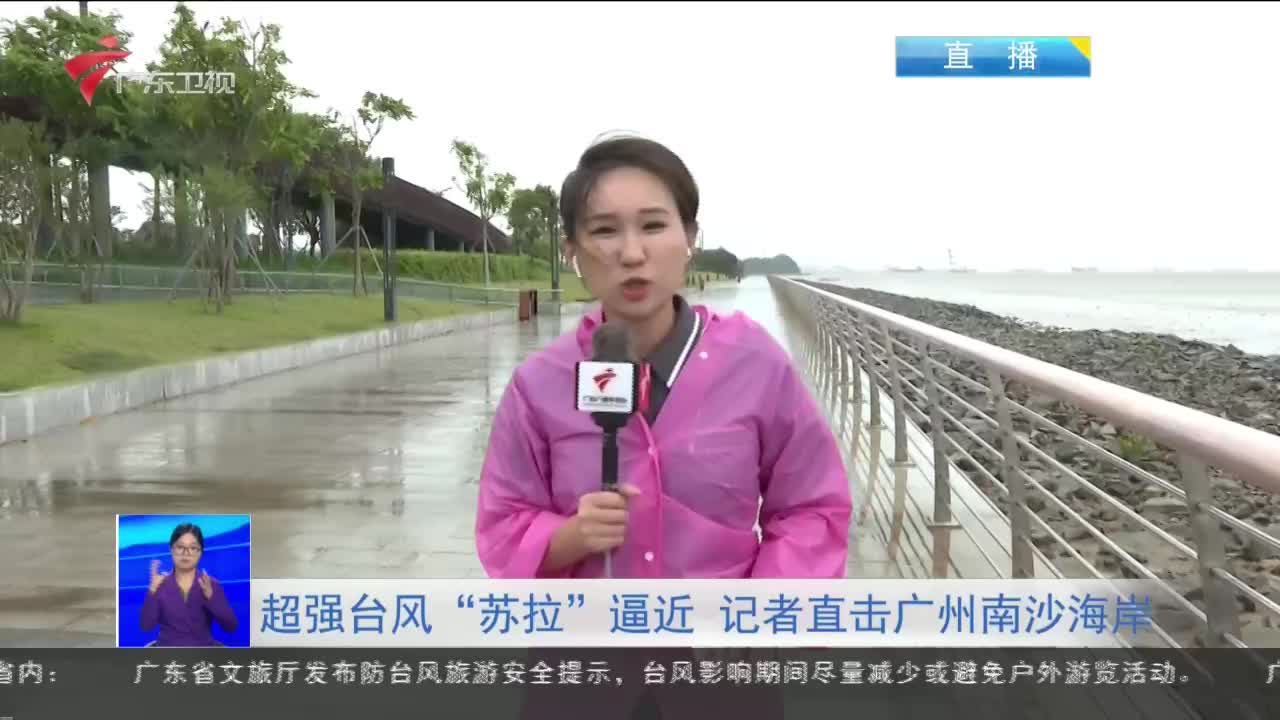 广东卫视
直播
超强台风“苏拉”逼近 记者直击广州南沙海岸
省内： 广东省文旅厅发布防台风旅游安全提示，台风影响期间尽量减少或避免户外游览活动。